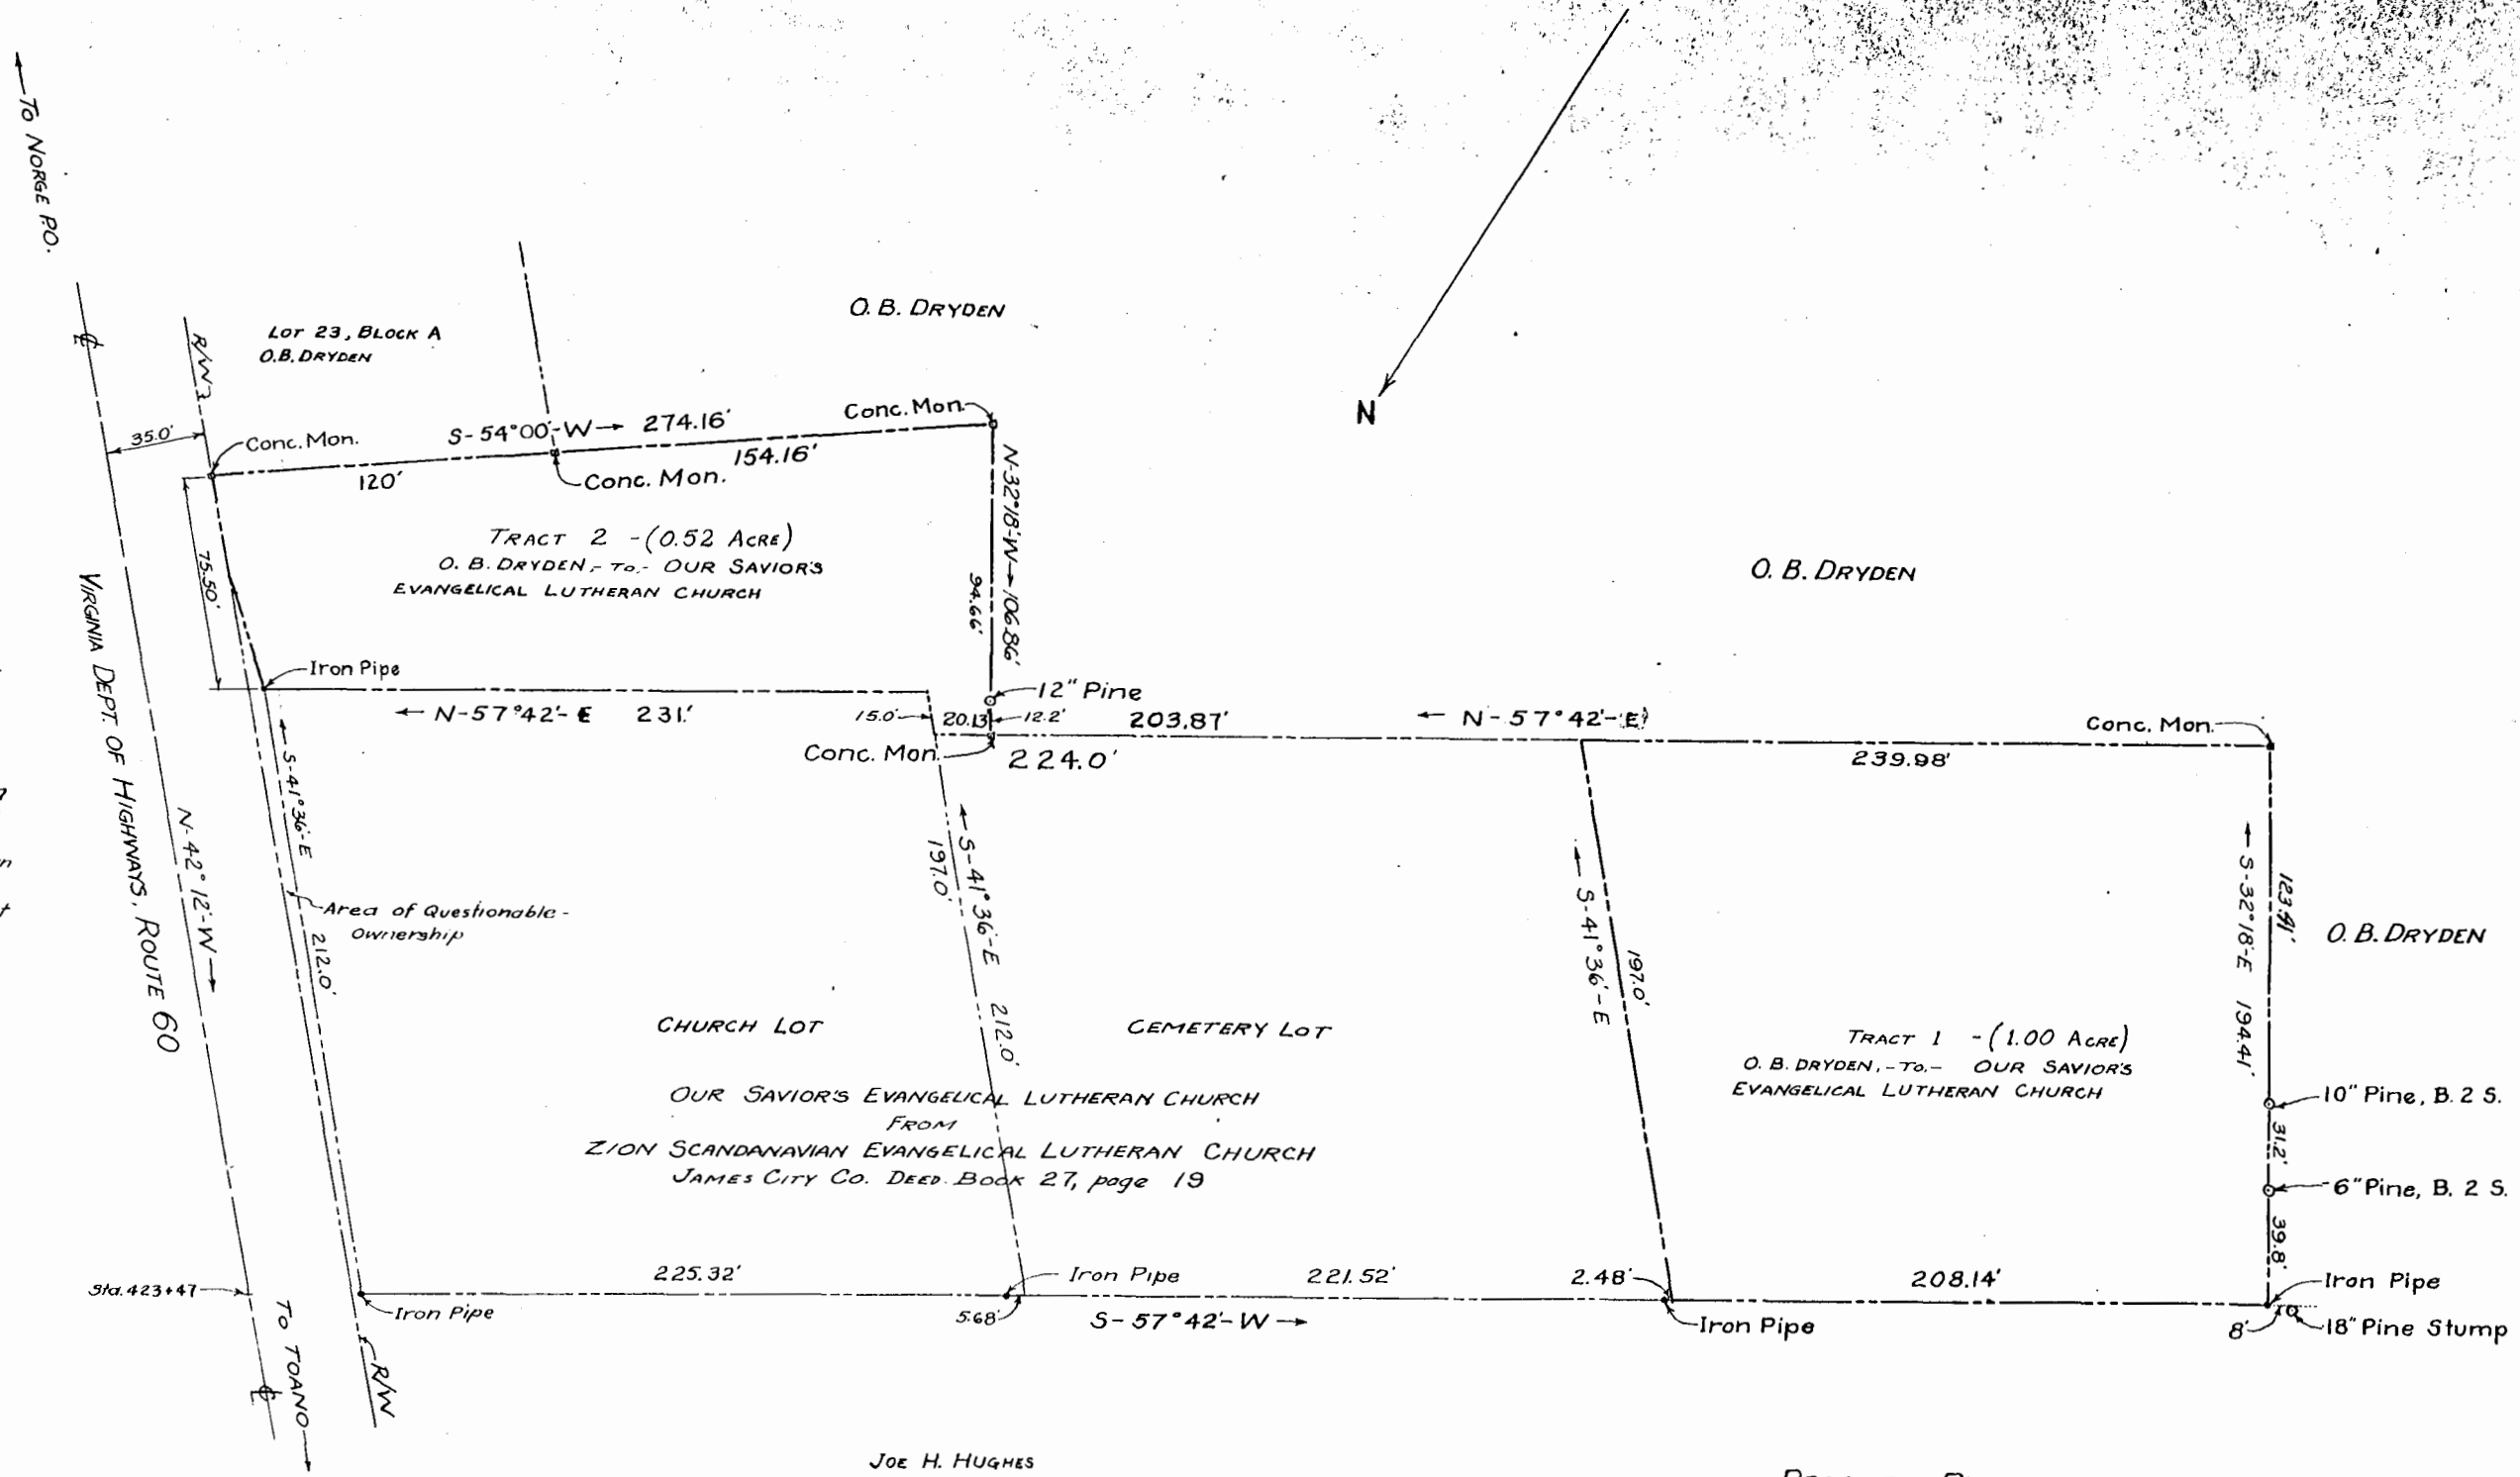 To NORGE P.O.
LOT 23, BLOCK A
O.B. DRYDEN
O. B. DRYDEN
R/W
35.0'
Conc. Mon.
S-54°00'-W→ 274.16'
Conc. Mon.
120'
154.16'
Conc. Mon.
N
75.50'
TRACT 2 -(0.52 ACRE)
O. B. DRYDEN,-To,- OUR SAVIOR'S
EVANGELICAL LUTHERAN CHURCH
N-32°18'-W→106.86'
94.66'
O. B. DRYDEN
Iron Pipe
← N-57°42'-E 231.'
15.0'
20.13
12.2'
12" Pine
203.87'
← N-57°42'-E
Conc. Mon.
Conc. Mon.
224.0'
239.98'
VIRGINIA DEPT. OF HIGHWAYS, ROUTE 60
N-42°12'-W→
←S-41°36'-E
212.0'
Area of Questionable-
Ownership
197.0'
←S-41°36'-E 212.0'
←S-41°36'-E
197.0'
←S-32°18'-E 194.41'
O. B. DRYDEN
CHURCH LOT
CEMETERY LOT
OUR SAVIOR'S EVANGELICAL LUTHERAN CHURCH
FROM
ZION SCANDANAVIAN EVANGELICAL LUTHERAN CHURCH
JAMES CITY CO. DEED. BOOK 27, page 19
TRACT 1 -(1.00 ACRE)
O. B. DRYDEN,-To,- OUR SAVIOR'S
EVANGELICAL LUTHERAN CHURCH
10" Pine, B. 2 S.
31.2'
6" Pine, B. 2 S.
39.8'
Sta. 423+47
225.32'
Iron Pipe
221.52'
2.48'
208.14'
Iron Pipe
Iron Pipe
5.68'
S-57°42'-W→
Iron Pipe
8'
18" Pine Stump
To TOANO
R/W
JOE H. HUGHES